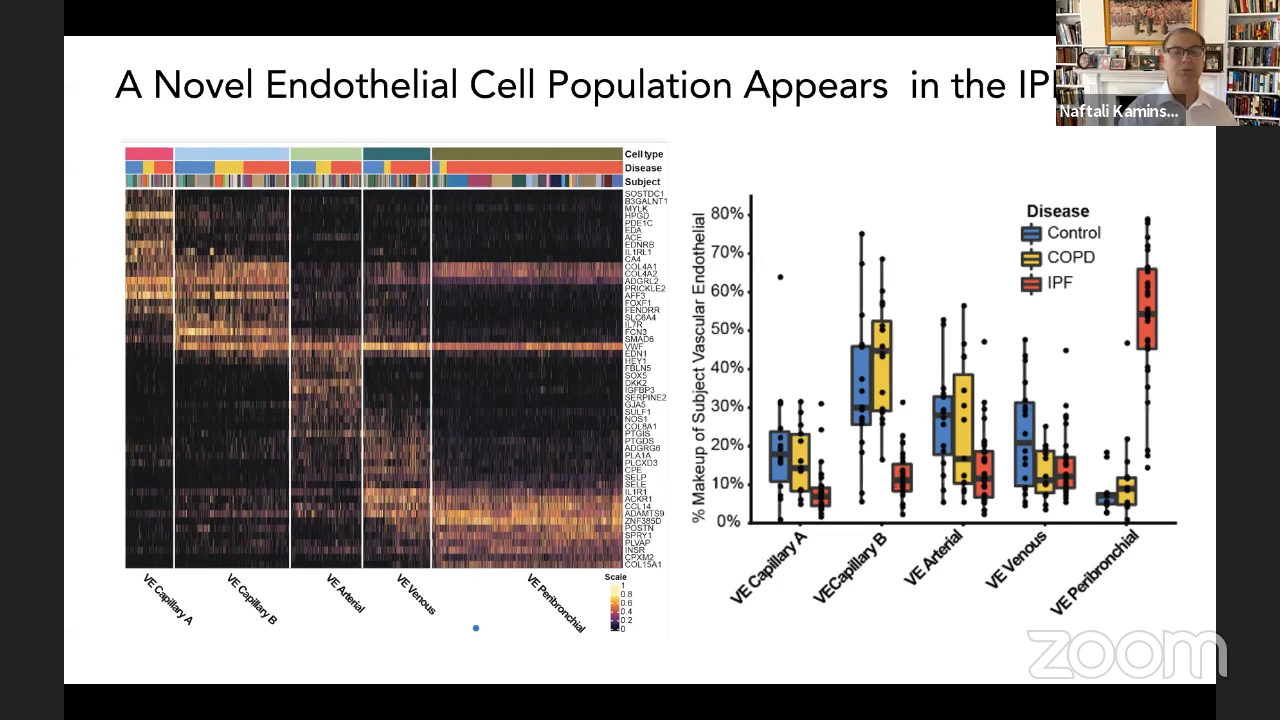 A Novel Endothelial Cell Population Appears in the IP
Naftali Kamins...
Cell type
Disease
Subject
SOSTDC1
B3GALNT1
MYLK
HPGD
PDE1C
EDA
ACE
EDNRB
IL1RL1
CA4
COL4A1
COL4A2
ADGRL2
PRICKLE2
AFF3
FOXF1
FENDRR
SLC6A4
IL7R
FCN3
SMAD6
VWF
EDN1
HEY1
FBLN5
SOX5
DKK2
IGFBP3
SERPINE2
GJA5
SULF1
NOS1
COL8A1
PTGIS
PTGDS
ADGRG6
PLA1A
PLCXD3
CPE
SELP
SELE
IL1R1
ACKR1
CCL14
ADAMTS9
ZNF385D
POSTN
SPRY1
PLVAP
INSR
CPXM2
COL15A1
VE Capillary A
VE Capillary B
VE Arterial
VE Venous
VE Peribronchial
Scale
1
0.8
0.6
0.4
0.2
0
% Makeup of Subject Vascular Endothelial
80%
70%
60%
50%
40%
30%
20%
10%
0%
Disease
Control
COPD
IPF
VE Capillary A
VECapillary B
VE Arterial
VE Venous
VE Peribronchial
zoom